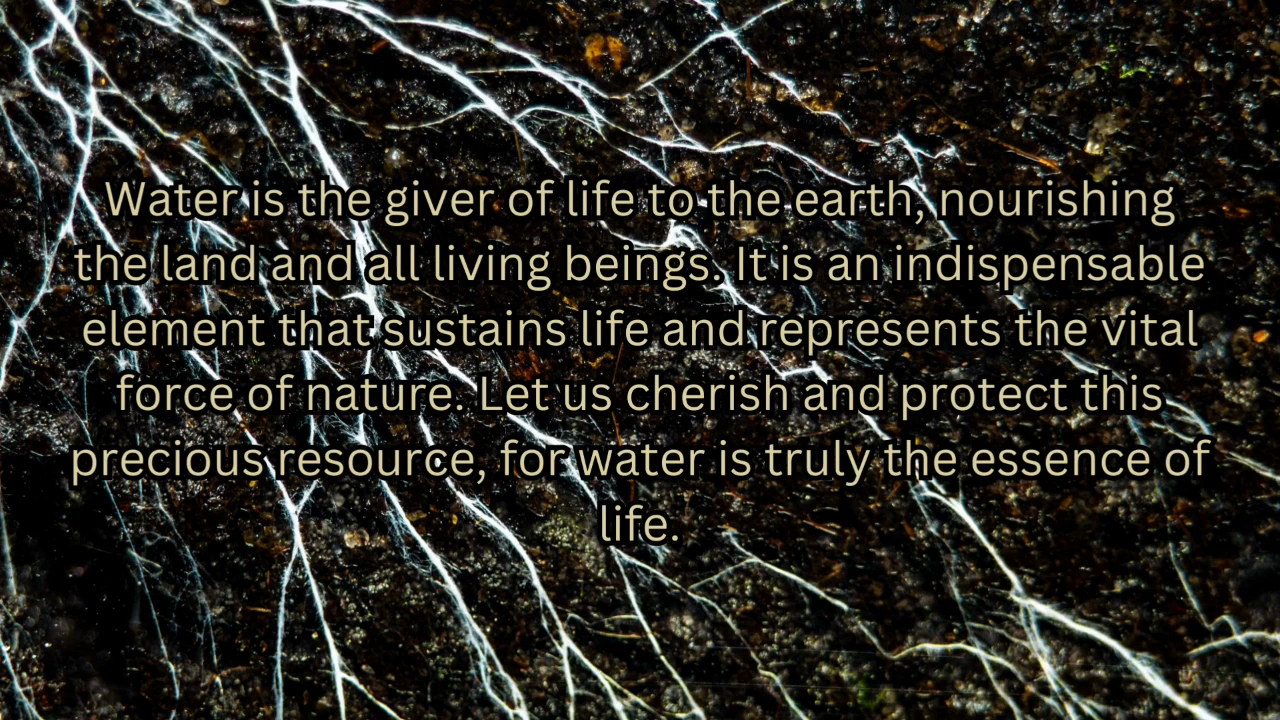 Water is the giver of life to the earth, nourishing
the land and all living beings. It is an indispensable
element that sustains life and represents the vital
force of nature. Let us cherish and protect this
precious resource, for water is truly the essence of
life.